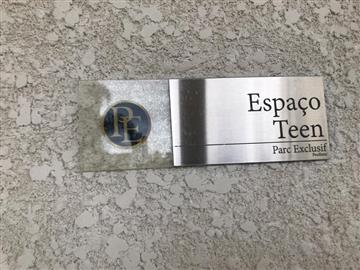 PE
Espaço
Teen
Parc Exclusif